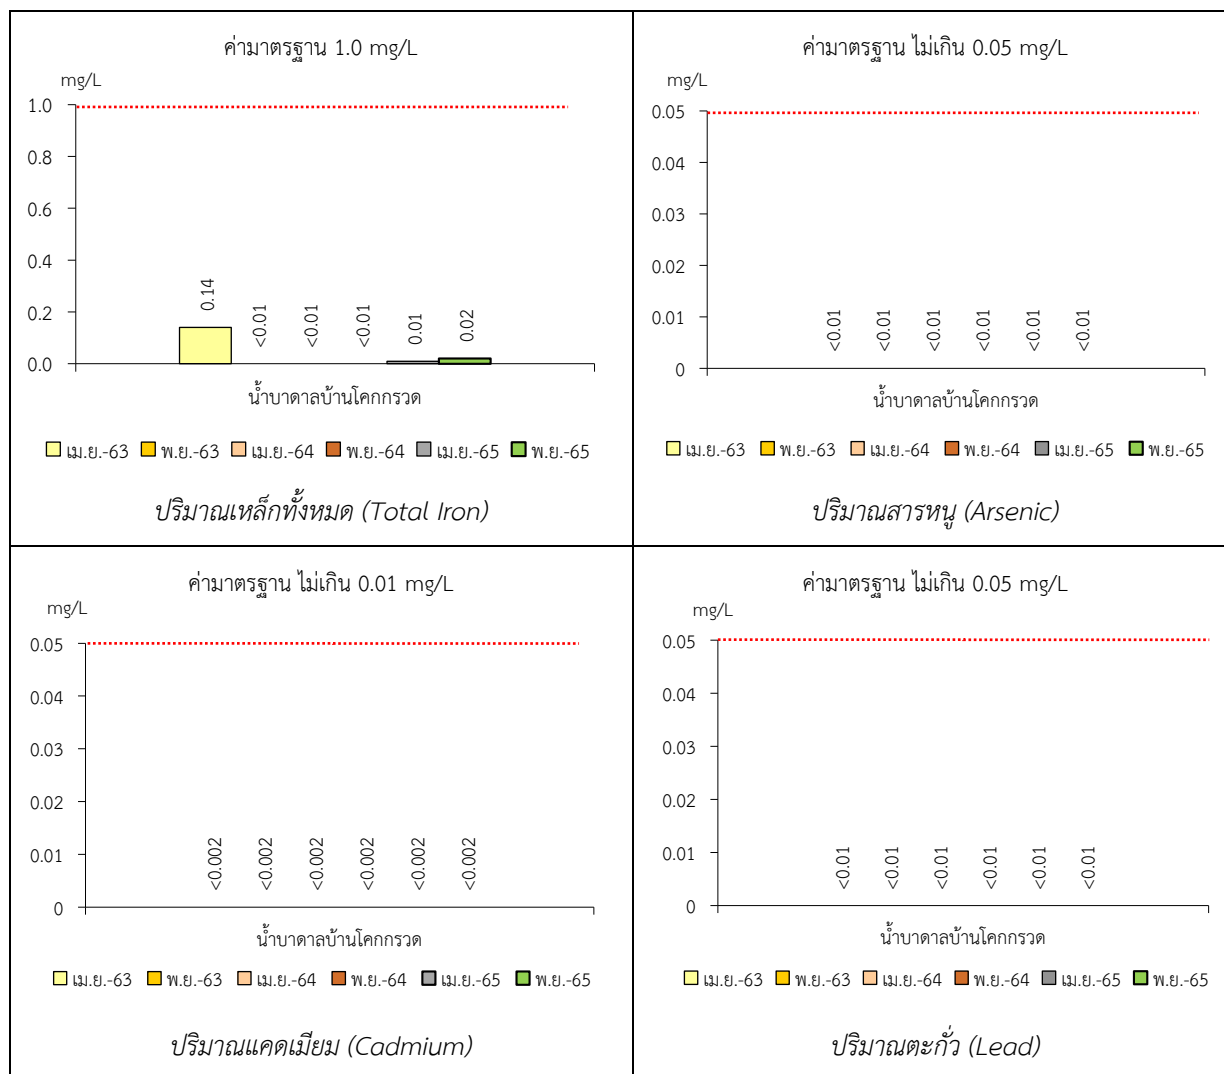 ค่ามาตรฐาน 1.0 mg/L
mg/L
1.0
0.8
0.6
0.4
0.2
0.0
0.14
<0.01
<0.01
<0.01
0.01
0.02
น้ำบาดาลบ้านโคกกรวด
เม.ย.-63 พ.ย.-63 เม.ย.-64 พ.ย.-64 เม.ย.-65 พ.ย.-65
ปริมาณเหล็กทั้งหมด (Total Iron)
ค่ามาตรฐาน ไม่เกิน 0.05 mg/L
mg/L
0.05
0.04
0.03
0.02
0.01
0
<0.01
<0.01
<0.01
<0.01
<0.01
<0.01
น้ำบาดาลบ้านโคกกรวด
เม.ย.-63 พ.ย.-63 เม.ย.-64 พ.ย.-64 เม.ย.-65 พ.ย.-65
ปริมาณสารหนู (Arsenic)
ค่ามาตรฐาน ไม่เกิน 0.01 mg/L
mg/L
0.05
0.04
0.03
0.02
0.01
0
<0.002
<0.002
<0.002
<0.002
<0.002
<0.002
น้ำบาดาลบ้านโคกกรวด
เม.ย.-63 พ.ย.-63 เม.ย.-64 พ.ย.-64 เม.ย.-65 พ.ย.-65
ปริมาณแคดเมียม (Cadmium)
ค่ามาตรฐาน ไม่เกิน 0.05 mg/L
mg/L
0.05
0.04
0.03
0.02
0.01
0
<0.01
<0.01
<0.01
<0.01
<0.01
<0.01
น้ำบาดาลบ้านโคกกรวด
เม.ย.-63 พ.ย.-63 เม.ย.-64 พ.ย.-64 เม.ย.-65 พ.ย.-65
ปริมาณตะกั่ว (Lead)